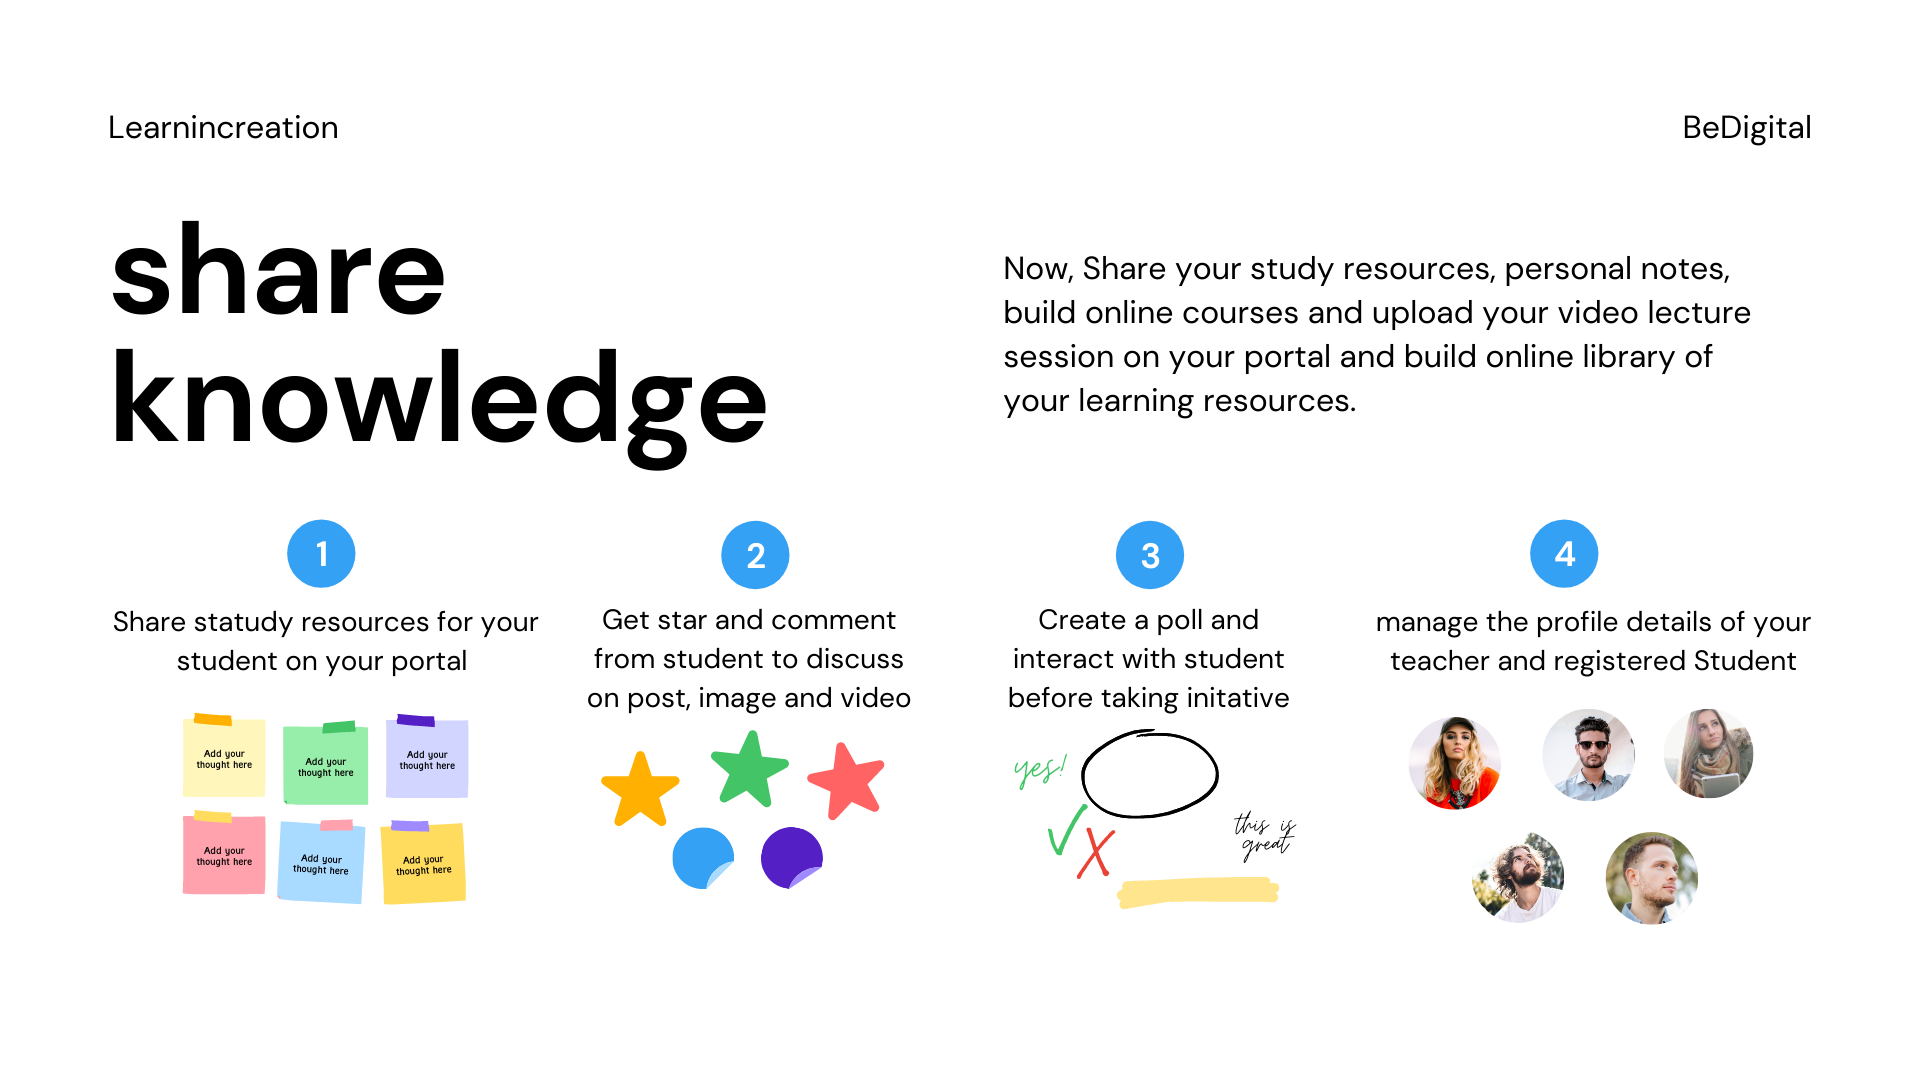 Learnincreation
BeDigital
share
knowledge
Now, Share your study resources, personal notes,
build online courses and upload your video lecture
session on your portal and build online library of
your learning resources.
1
Share statudy resources for your
student on your portal
Add your
thought here
Add your
thought here
Add your
thought here
Add your
thought here
Add your
thought here
Add your
thought here
2
Get star and comment
from student to discuss
on post, image and video
3
Create a poll and
interact with student
before taking initative
yes!
this is
great
4
manage the profile details of your
teacher and registered Student